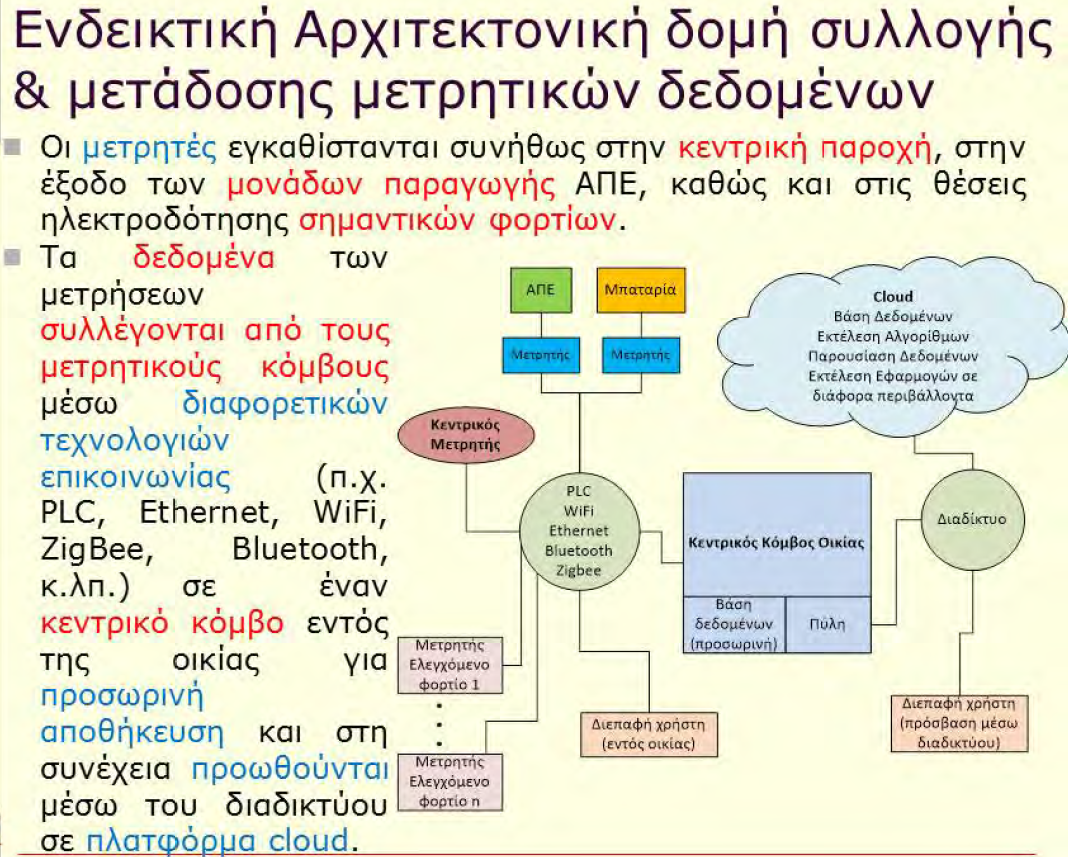 Ενδεικτική Αρχιτεκτονική δομή συλλογής
& μετάδοσης μετρητικών δεδομένων
Οι μετρητές εγκαθίστανται συνήθως στην κεντρική παροχή, στην
έξοδο των μονάδων παραγωγής ΑΠΕ, καθώς και στις θέσεις
ηλεκτροδότησης σημαντικών φορτίων.
Τα δεδομένα των
μετρήσεων
συλλέγονται από τους
μετρητικούς κόμβους
μέσω διαφορετικών
τεχνολογιών
επικοινωνίας (π.χ.
PLC, Ethernet, WiFi,
ZigBee, Bluetooth,
κ.λπ.) σε έναν
κεντρικό κόμβο εντός
της οικίας για
προσωρινή
αποθήκευση και στη
συνέχεια προωθούνται
μέσω του διαδικτύου
σε πλατφόρμα cloud.
ΑΠΕ
Μπαταρία
Μετρητής
Μετρητής
Κεντρικός
Μετρητής
PLC
WiFi
Ethernet
Bluetooth
Zigbee
Cloud
Βάση Δεδομένων
Εκτέλεση Αλγορίθμων
Παρουσίαση Δεδομένων
Εκτέλεση Εφαρμογών σε
διάφορα περιβάλλοντα
Κεντρικός Κόμβος Οικίας
Βάση
δεδομένων
(προσωρινή)
Πύλη
Διαδίκτυο
Μετρητής
Ελεγχόμενο
φορτίο 1
Μετρητής
Ελεγχόμενο
φορτίο n
Διεπαφή χρήστη
(εντός οικίας)
Διεπαφή χρήστη
(πρόσβαση μέσω
διαδικτύου)